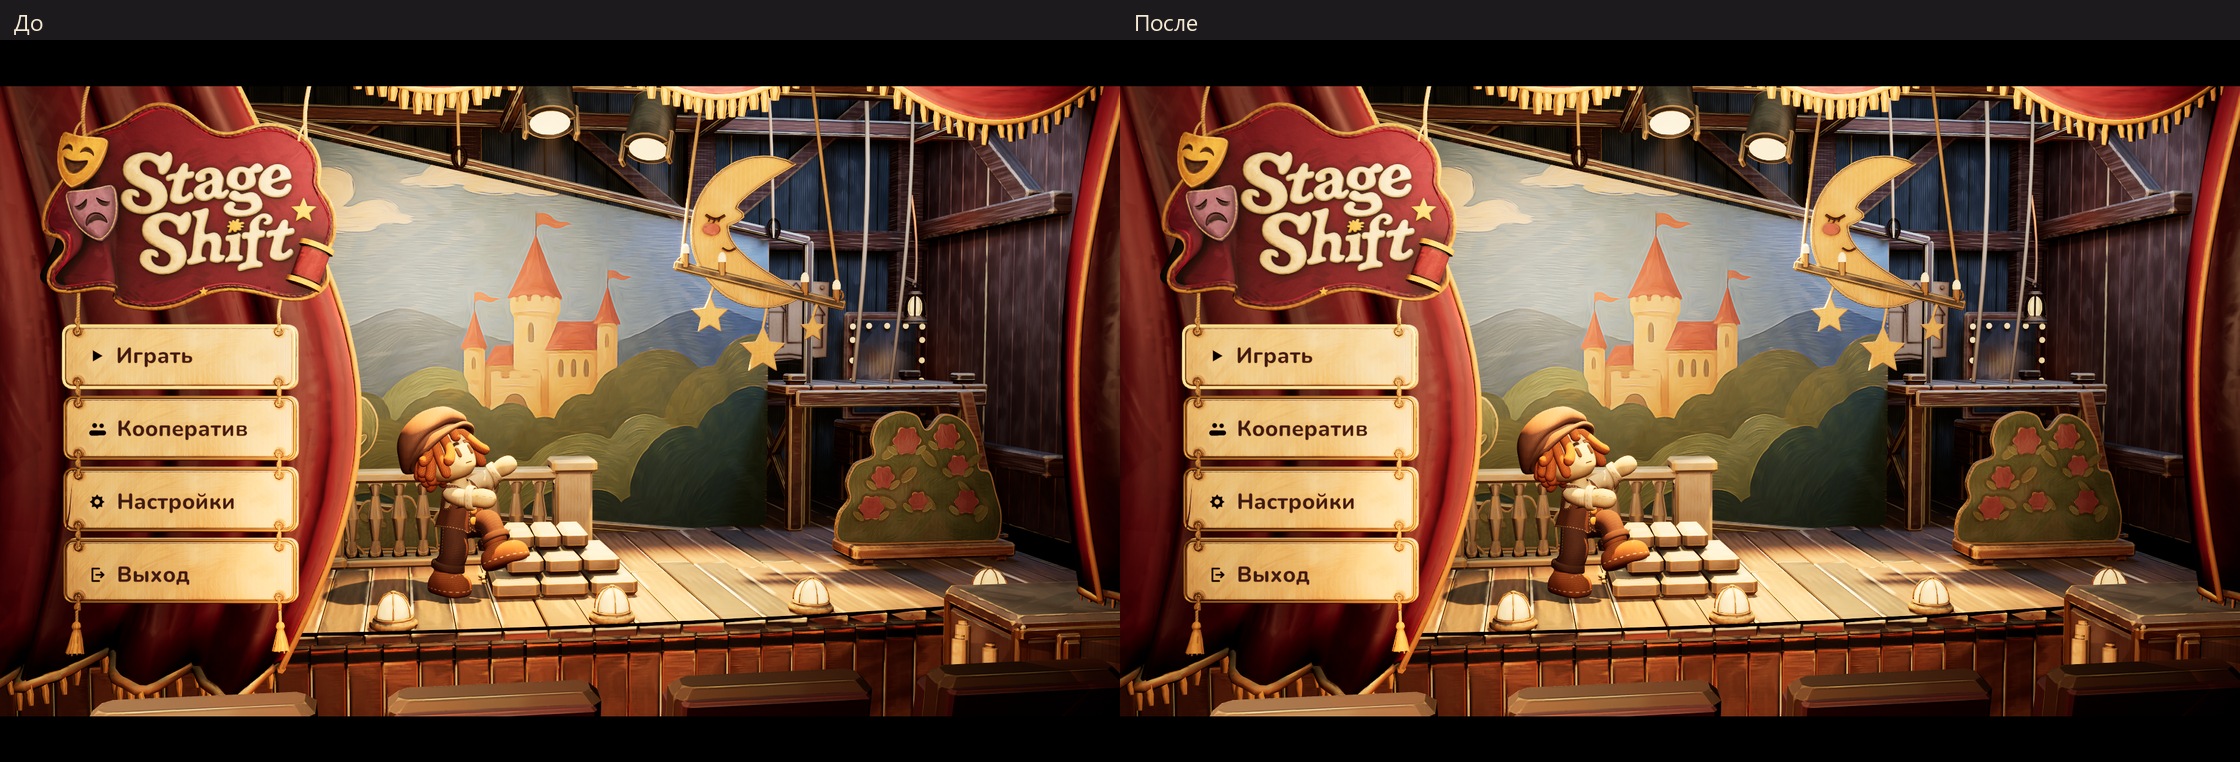 До
После
Stage
Shift
Играть
Кооператив
Настройки
Выход
Stage
Shift
Играть
Кооператив
Настройки
Выход